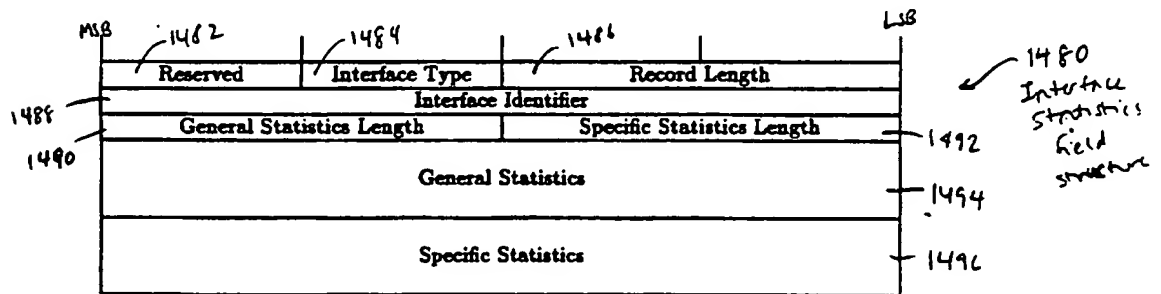 MSB LSB
1482 1484 1486
Reserved Interface Type Record Length
1480
Interface
Statistics
field
structure
1488
Interface Identifier
1490
General Statistics Length Specific Statistics Length
1492
General Statistics
1494
Specific Statistics
1496